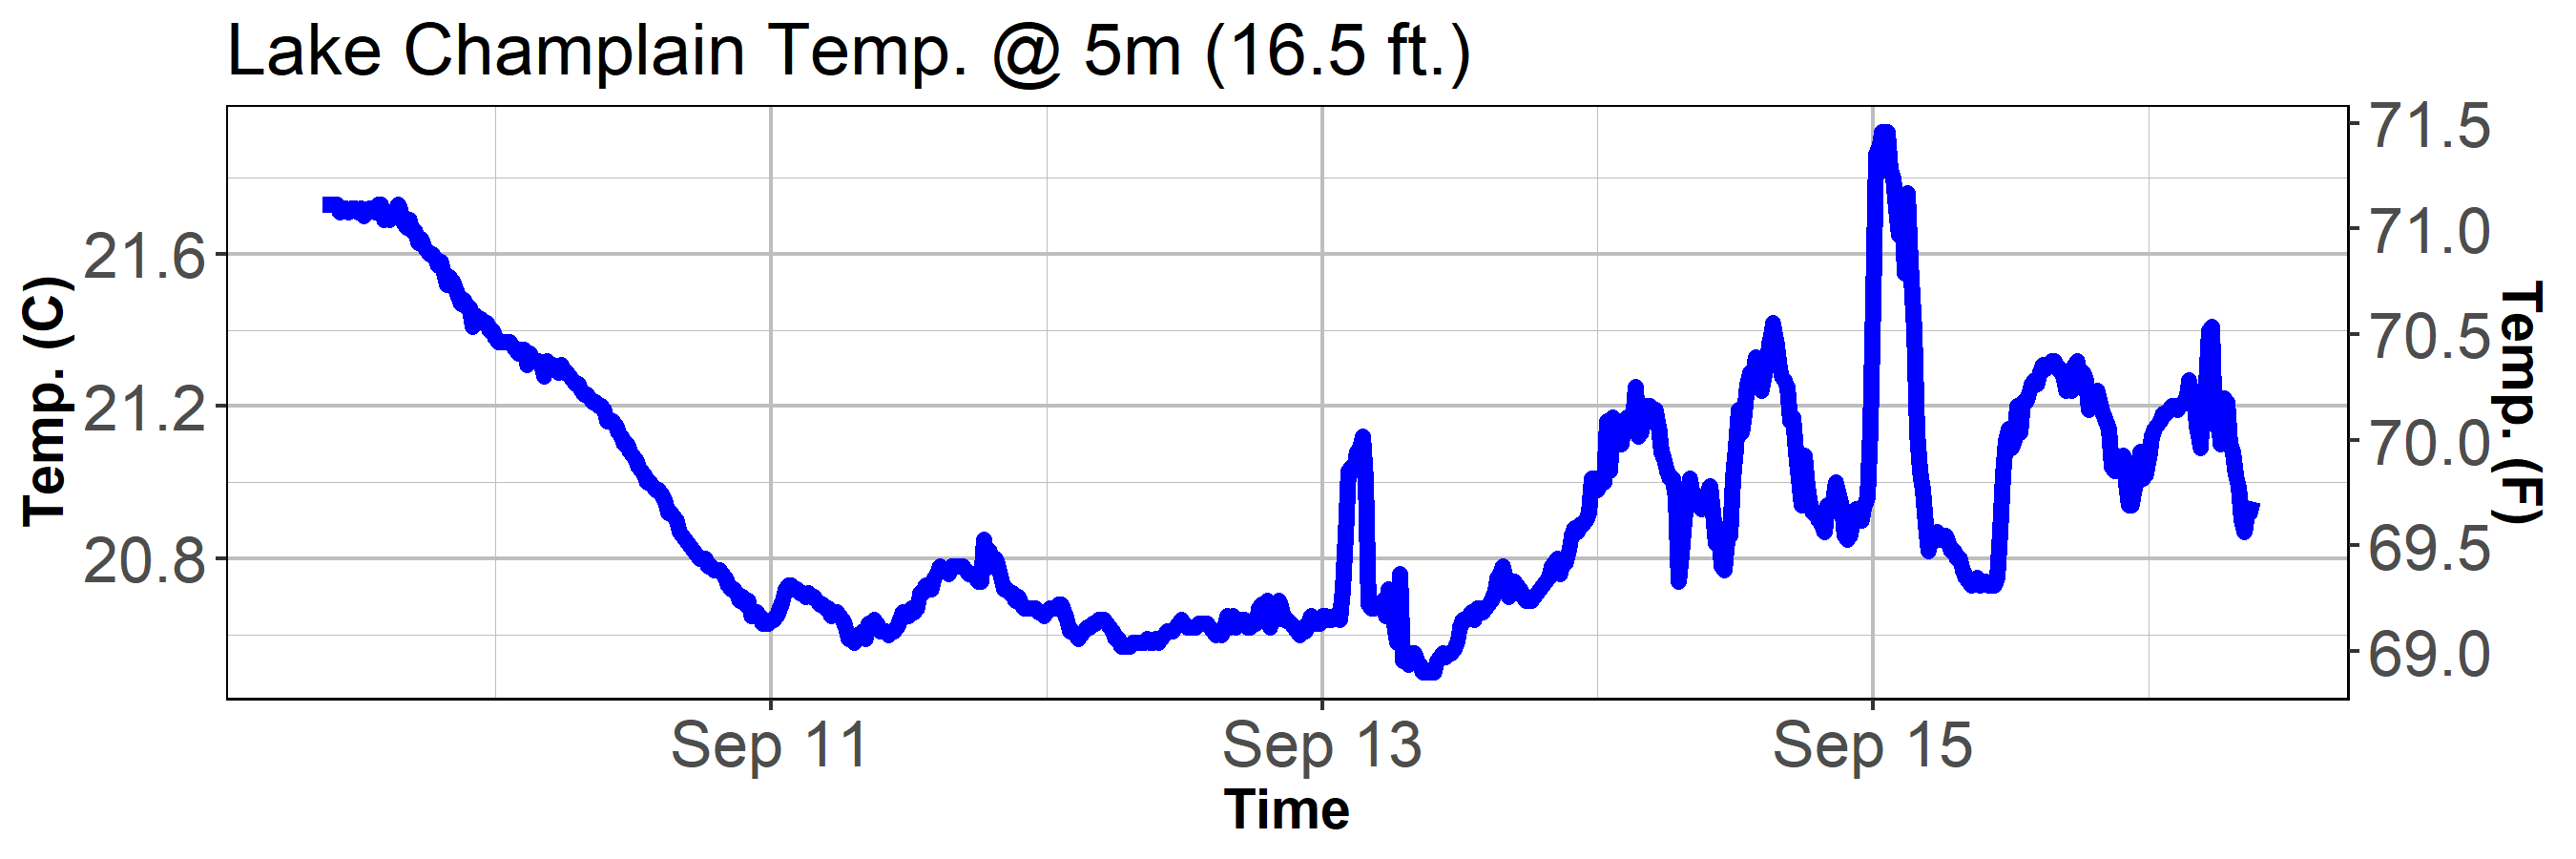 Lake Champlain Temp. @ 5m (16.5 ft.)
Temp. (C)
21.6
21.2
20.8
71.5
71.0
70.5
70.0
69.5
69.0
Temp. (F)
Sep 11
Sep 13
Sep 15
Time